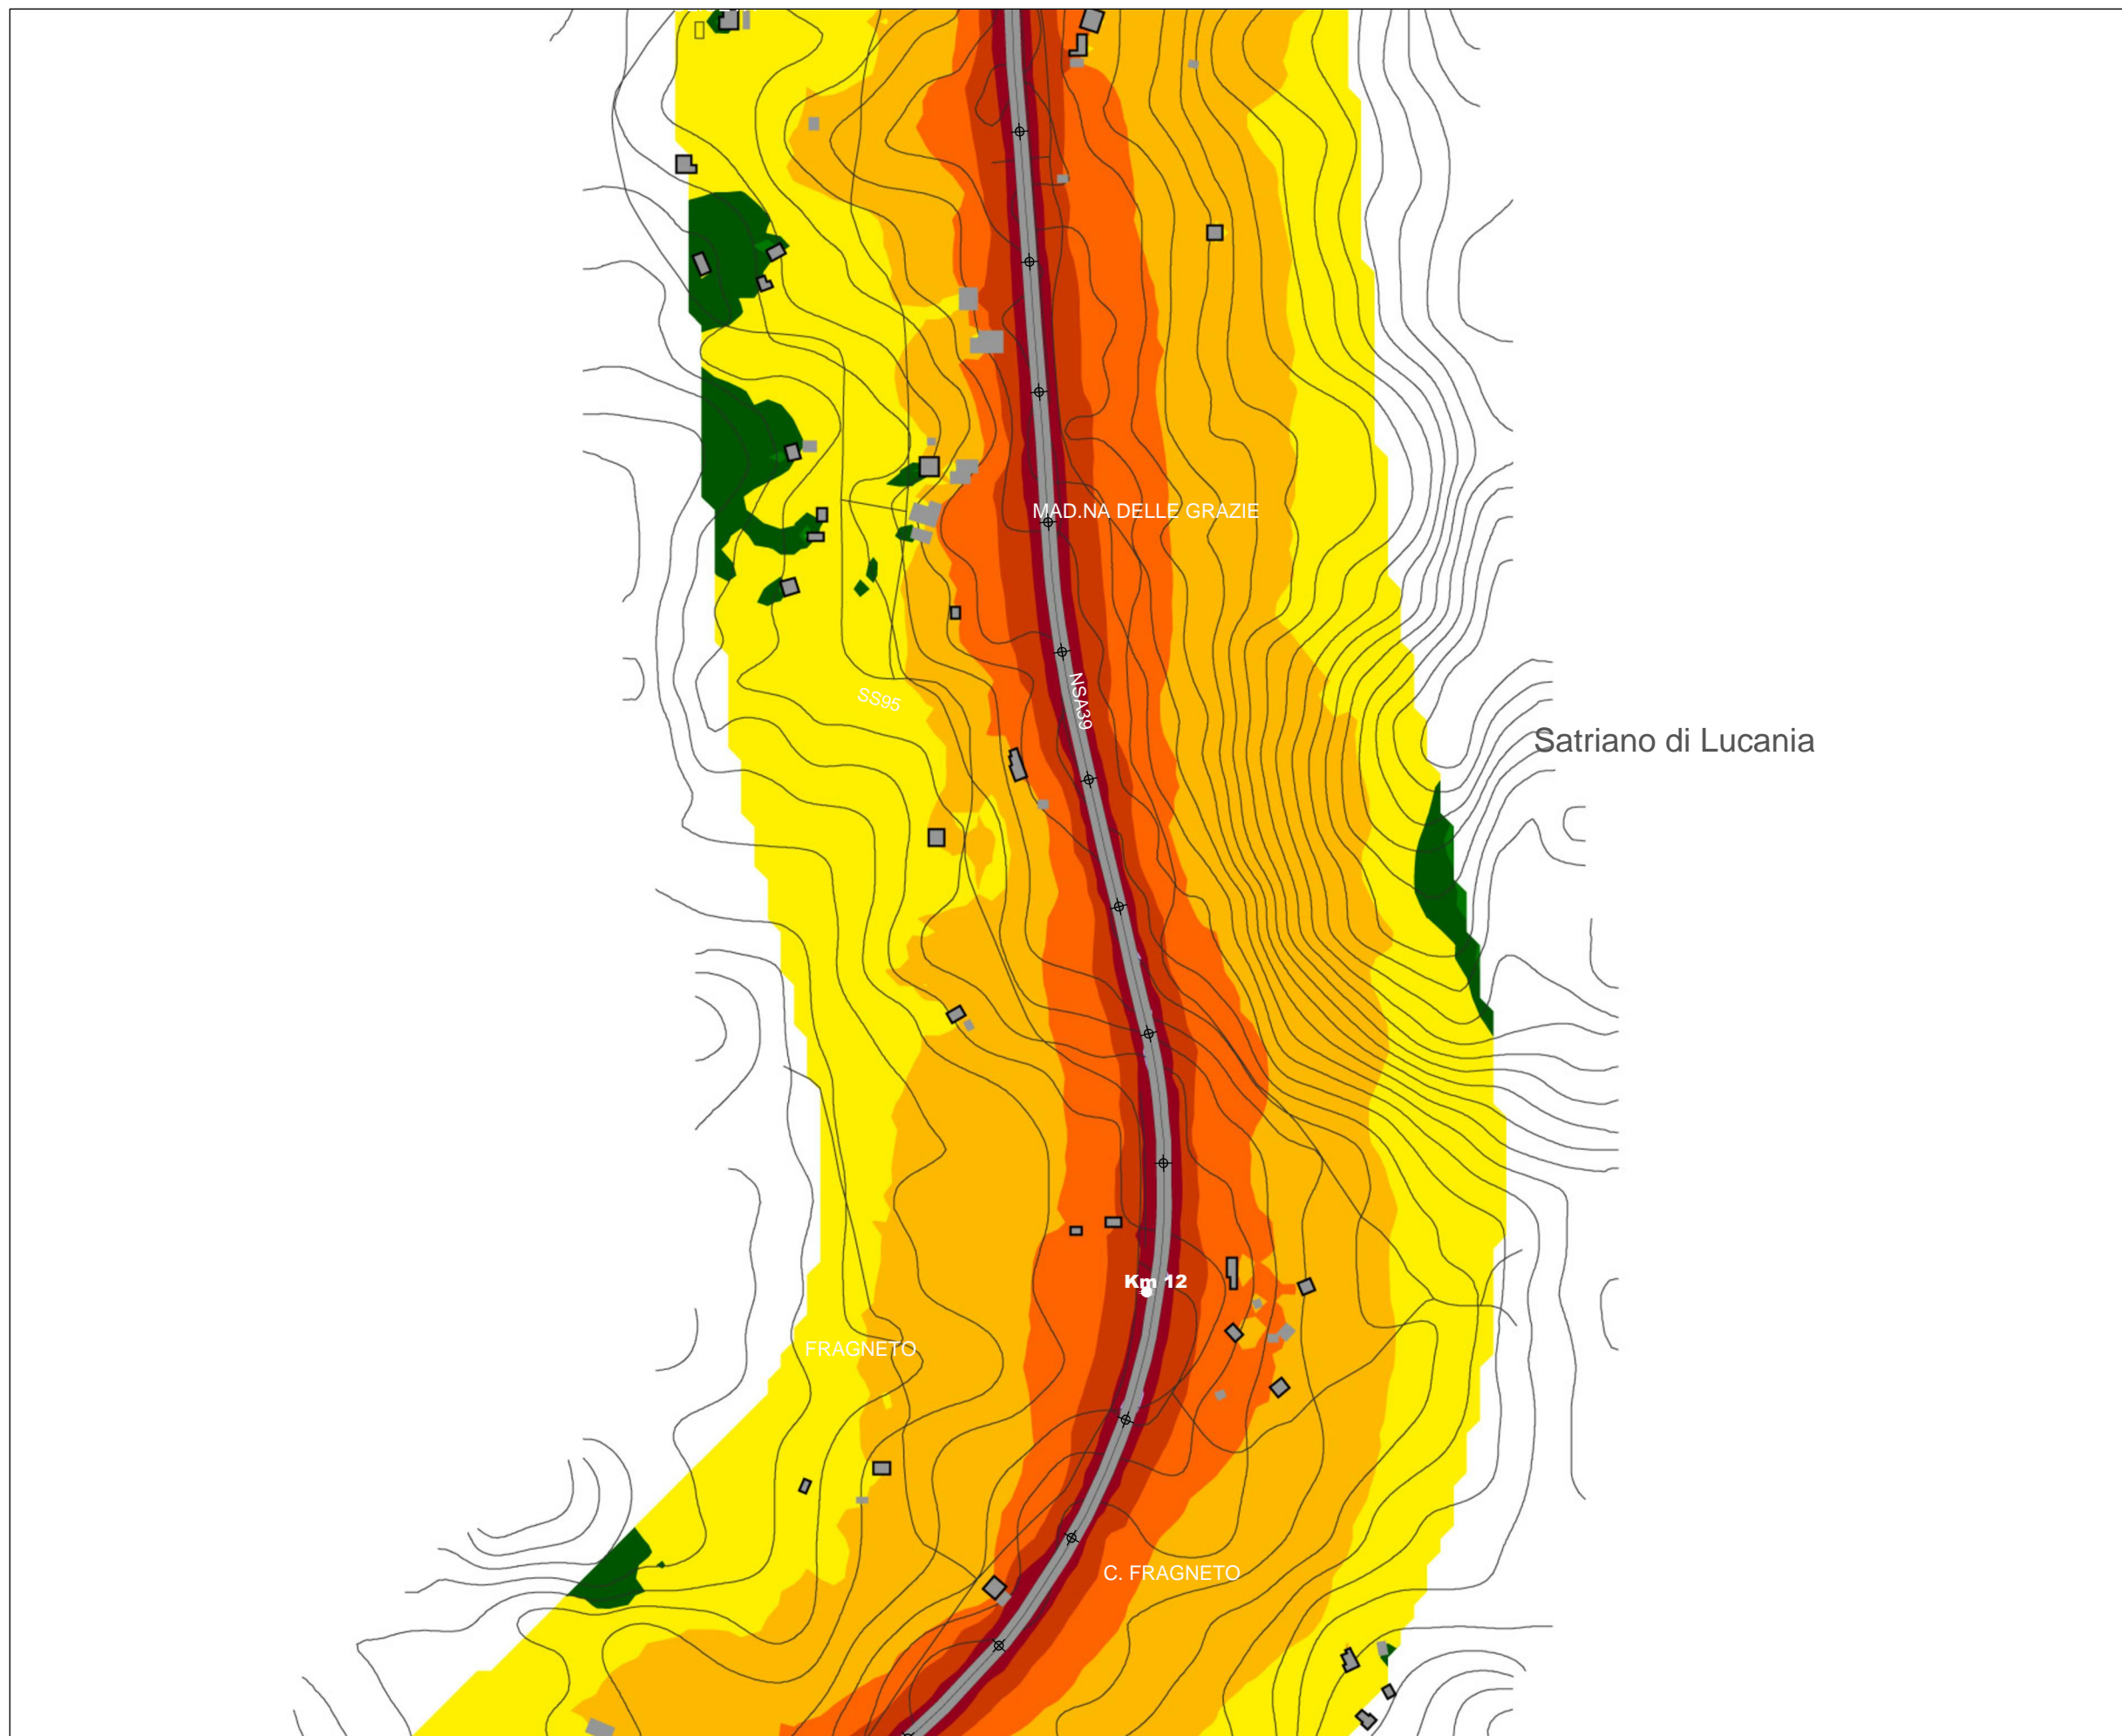 MAD.NA DELLE GRAZIE
SS95
NSA39
Satriano di Lucania
Km 12
FRAGNETO
C. FRAGNETO